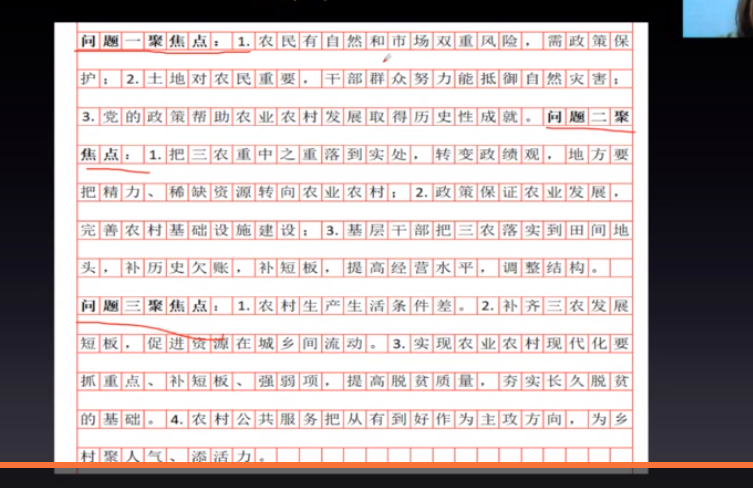 问题一聚焦点：1.农民有自然和市场双重风险，需政策保
护；2.土地对农民重要，干部群众努力能抵御自然灾害；
3.党的政策帮助农业农村发展取得历史性成就。问题二聚
焦点：1.把三农重中之重落到实处，转变政绩观，地方要
把精力、稀缺资源转向农业农村；2.政策保证农业发展，
完善农村基础设施建设；3.基层干部把三农落实到田间地
头，补历史欠账，补短板，提高经营水平，调整结构。
问题三聚焦点：1.农村生产生活条件差。2.补齐三农发展
短板，促进资源在城乡间流动。3.实现农业农村现代化要
抓重点、补短板、强弱项，提高脱贫质量，夯实长久脱贫
的基础。4.农村公共服务把从有到好作为主攻方向，为乡
村聚人气、添活力。